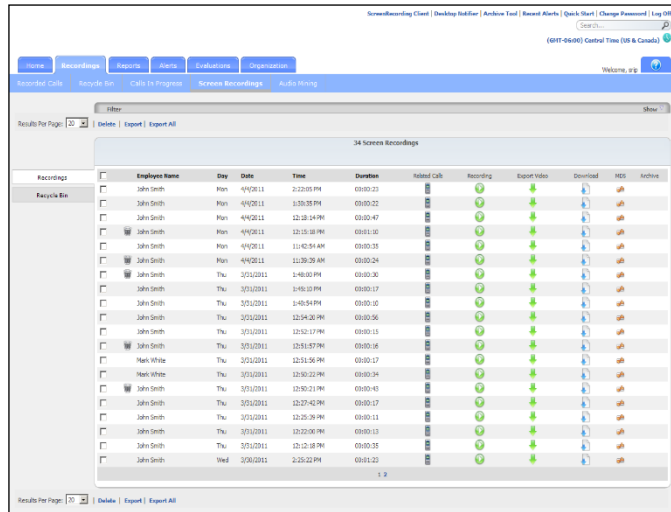 ScreenRecording Client | Desktop Notifier | Archive Tool | Recent Alerts | Quick Start | Change Password | Log Off
Search...
(GMT-06:00) Central Time (US & Canada)
Home Recordings Reports Alerts Evaluations Organization
Welcome, srip
Recorded Calls Recycle Bin Calls In Progress Screen Recordings Audio Mining
Filter Show
Results Per Page: 20 | Delete | Export | Export All
34 Screen Recordings
Recordings
Recycle Bin
Employee Name Day Date Time Duration Related Calls Recording Export Video Download MD5 Archive
John Smith Mon 4/4/2011 2:22:05 PM 00:00:23
John Smith Mon 4/4/2011 1:30:35 PM 00:00:22
John Smith Mon 4/4/2011 12:18:14 PM 00:00:47
John Smith Mon 4/4/2011 12:15:18 PM 00:01:10
John Smith Mon 4/4/2011 11:42:54 AM 00:00:35
John Smith Mon 4/4/2011 11:39:39 AM 00:00:24
John Smith Thu 3/31/2011 1:48:00 PM 00:00:30
John Smith Thu 3/31/2011 1:45:10 PM 00:00:17
John Smith Thu 3/31/2011 1:40:54 PM 00:00:10
John Smith Thu 3/31/2011 12:54:20 PM 00:00:56
John Smith Thu 3/31/2011 12:52:17 PM 00:00:15
John Smith Thu 3/31/2011 12:51:57 PM 00:00:16
Mark White Thu 3/31/2011 12:51:56 PM 00:00:17
Mark White Thu 3/31/2011 12:50:22 PM 00:00:34
John Smith Thu 3/31/2011 12:50:21 PM 00:00:43
John Smith Thu 3/31/2011 12:27:42 PM 00:00:17
John Smith Thu 3/31/2011 12:25:39 PM 00:00:11
John Smith Thu 3/31/2011 12:22:00 PM 00:00:13
John Smith Thu 3/31/2011 12:12:18 PM 00:00:35
John Smith Wed 3/30/2011 2:25:22 PM 00:01:23
1 2
Results Per Page: 20 | Delete | Export | Export All